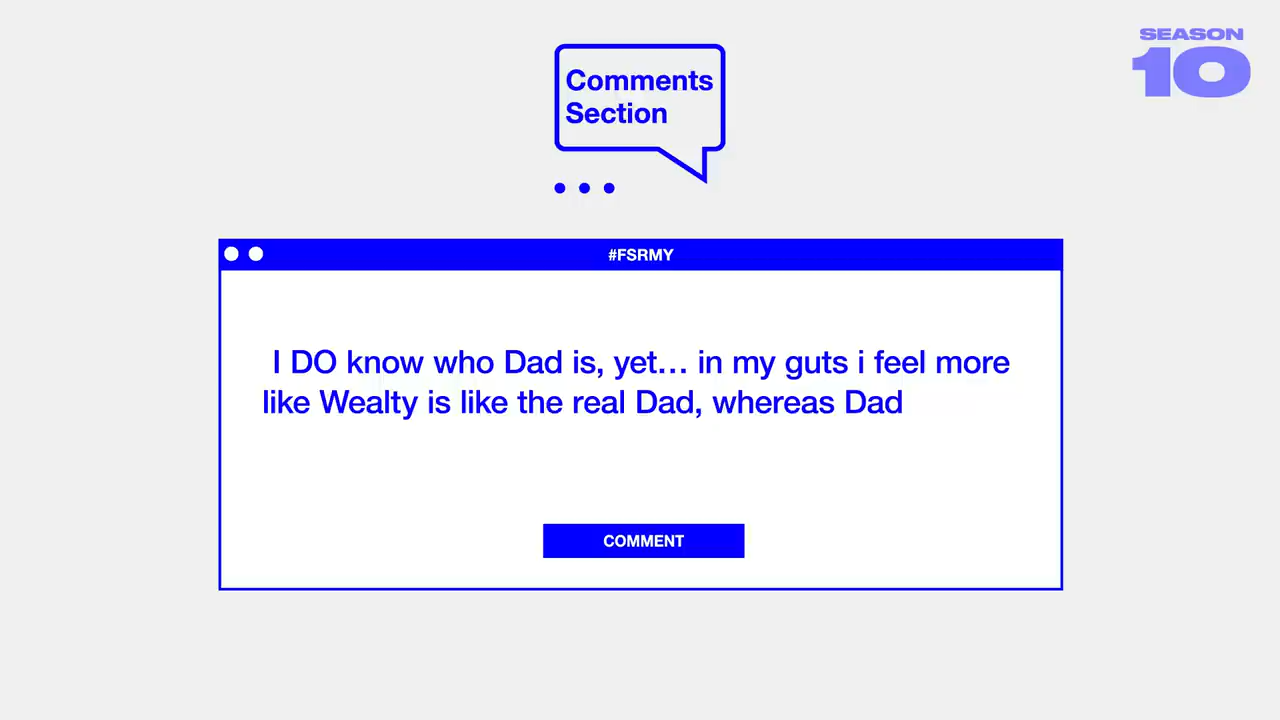 SEASON
10
Comments
Section
#FSRMY
I DO know who Dad is, yet... in my guts i feel more
like Wealty is like the real Dad, whereas Dad
COMMENT